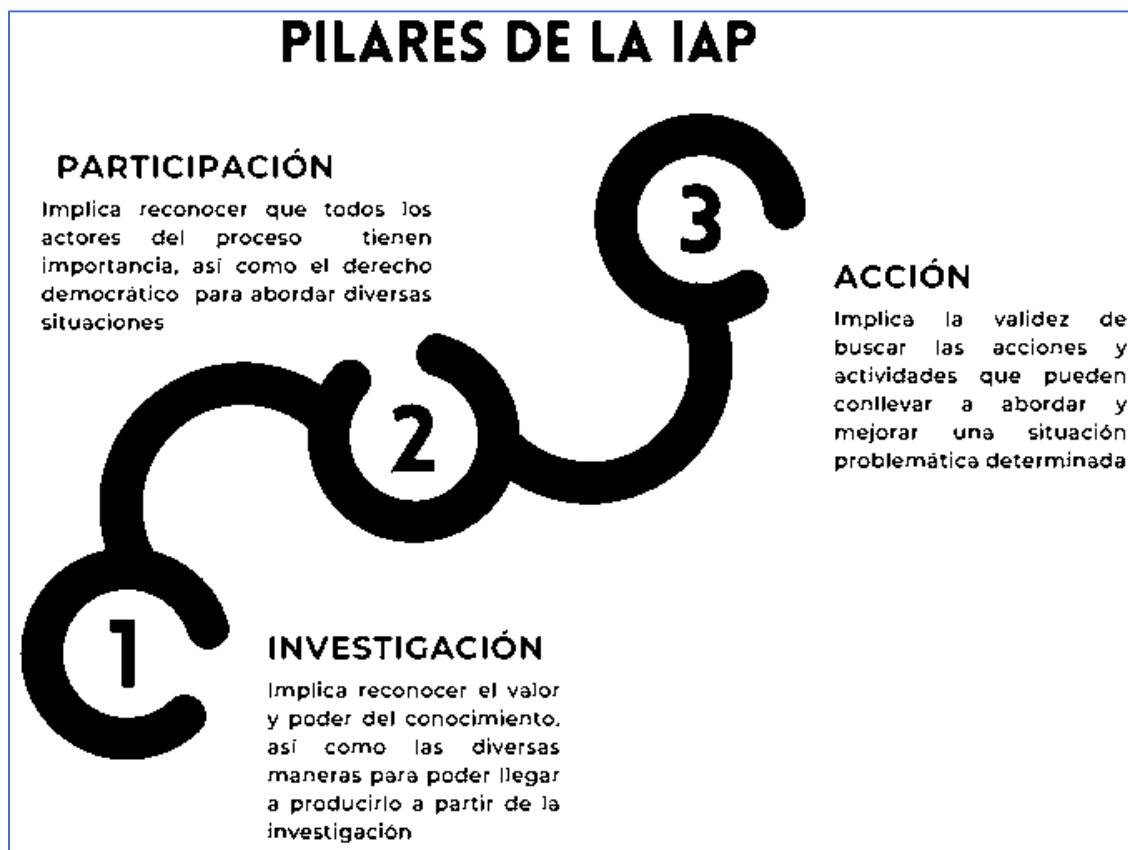 PILARES DE LA IAP
PARTICIPACIÓN
Implica reconocer que todos los
actores del proceso tienen
importancia, así como el derecho
democrático para abordar diversas
situaciones
3
ACCIÓN
Implica la validez de
buscar las acciones y
actividades que pueden
conllevar a abordar y
mejorar una situación
problemática determinada
2
1
INVESTIGACIÓN
Implica reconocer el valor
y poder del conocimiento,
así como las diversas
maneras para poder llegar
a producirlo a partir de la
investigación